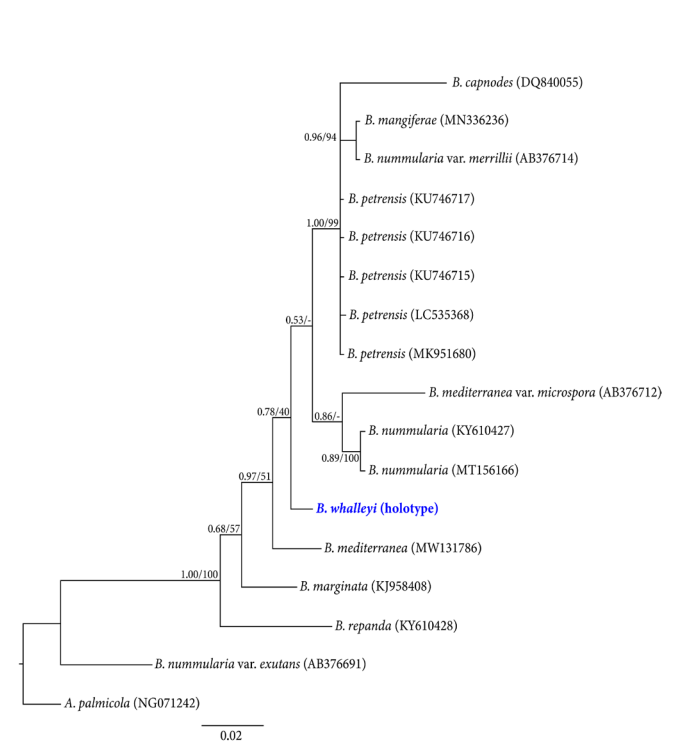 B. capnodes (DQ840055)
B. mangiferae (MN336236)
0.96/94
B. nummularia var. merrillii (AB376714)
B. petrensis (KU746717)
1.00/99
B. petrensis (KU746716)
B. petrensis (KU746715)
B. petrensis (LC535368)
0.53/-
B. petrensis (MK951680)
B. mediterranea var. microspora (AB376712)
0.78/40
0.86/-
B. nummularia (KY610427)
0.89/100
B. nummularia (MT156166)
0.97/51
B. whalleyi (holotype)
0.68/57
B. mediterranea (MW131786)
1.00/100
B. marginata (KJ958408)
B. repanda (KY610428)
B. nummularia var. exutans (AB376691)
A. palmicola (NG071242)
0.02